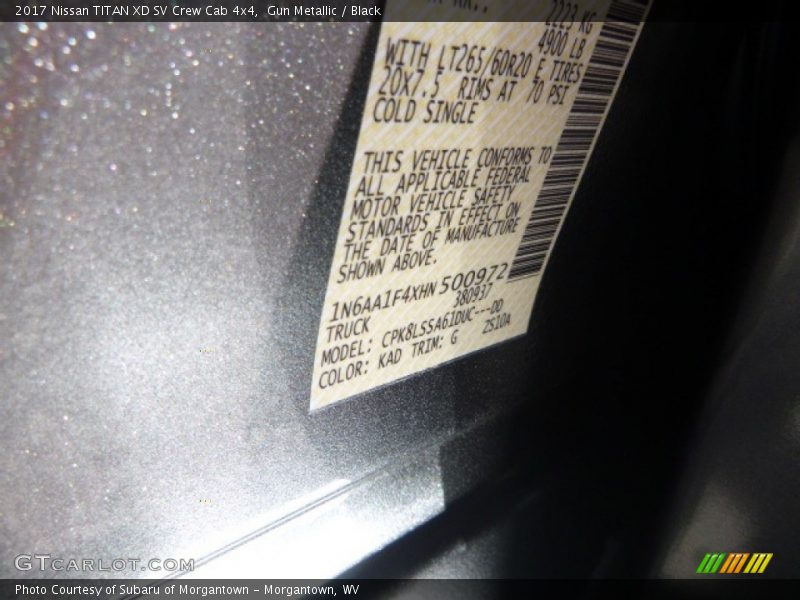 2017 Nissan TITAN XD SV Crew Cab 4x4,  Gun Metallic / Black
2223 KG
4900 LB
WITH LT265/60R20 E TIRES
20X7.5 RIMS AT 70 PSI
COLD SINGLE
THIS VEHICLE CONFORMS TO
ALL APPLICABLE FEDERAL
MOTOR VEHICLE SAFETY
STANDARDS IN EFFECT ON
THE DATE OF MANUFACTURE
SHOWN ABOVE.
1N6AA1F4XHN500972
TRUCK 380937
MODEL: CPK8LSSA61DUC---DD
COLOR: KAD TRIM: G ZS10A
GTCARLOT.COM
Photo Courtesy of Subaru of Morgantown - Morgantown, WV